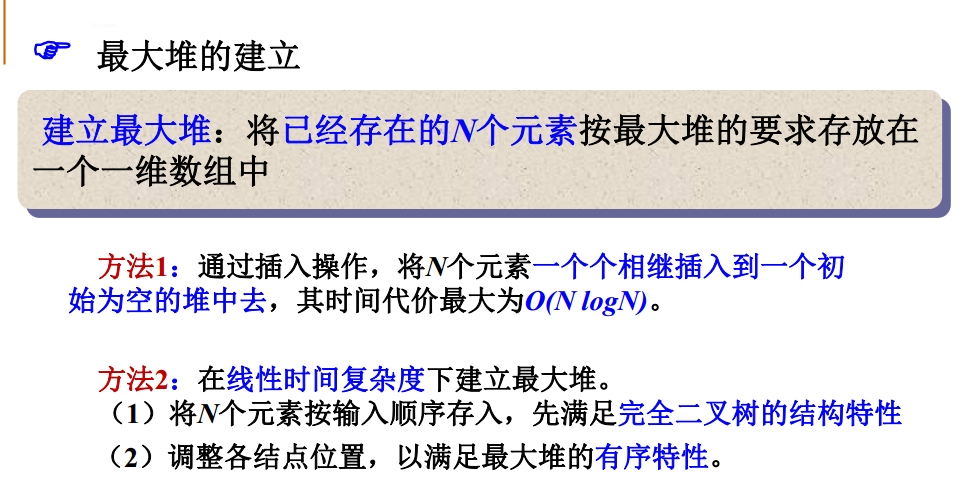 最大堆的建立
建立最大堆：将已经存在的N个元素按最大堆的要求存放在
一个一维数组中
方法1：通过插入操作，将N个元素一个个相继插入到一个初
始为空的堆中去，其时间代价最大为O(N logN)。
方法2：在线性时间复杂度下建立最大堆。
（1）将N个元素按输入顺序存入，先满足完全二叉树的结构特性
（2）调整各结点位置，以满足最大堆的有序特性。